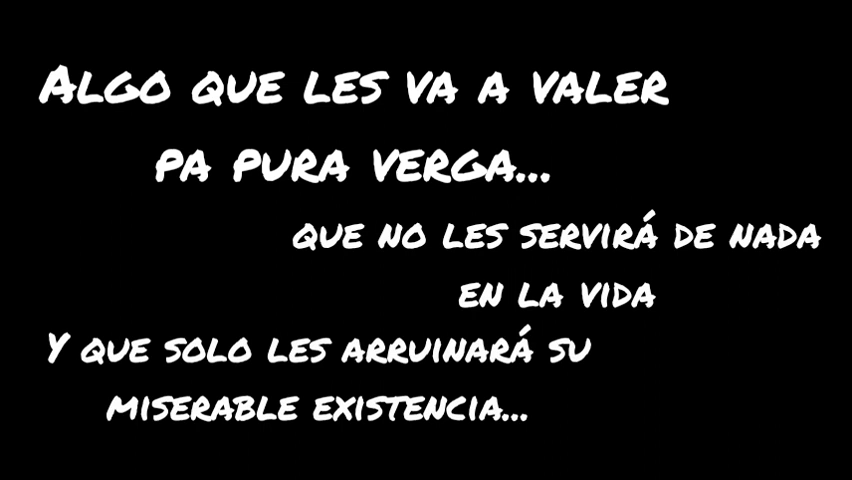 Algo que les va a valer
pa pura verga...
que no les servirá de nada
en la vida
Y que solo les arruinará su
miserable existencia...